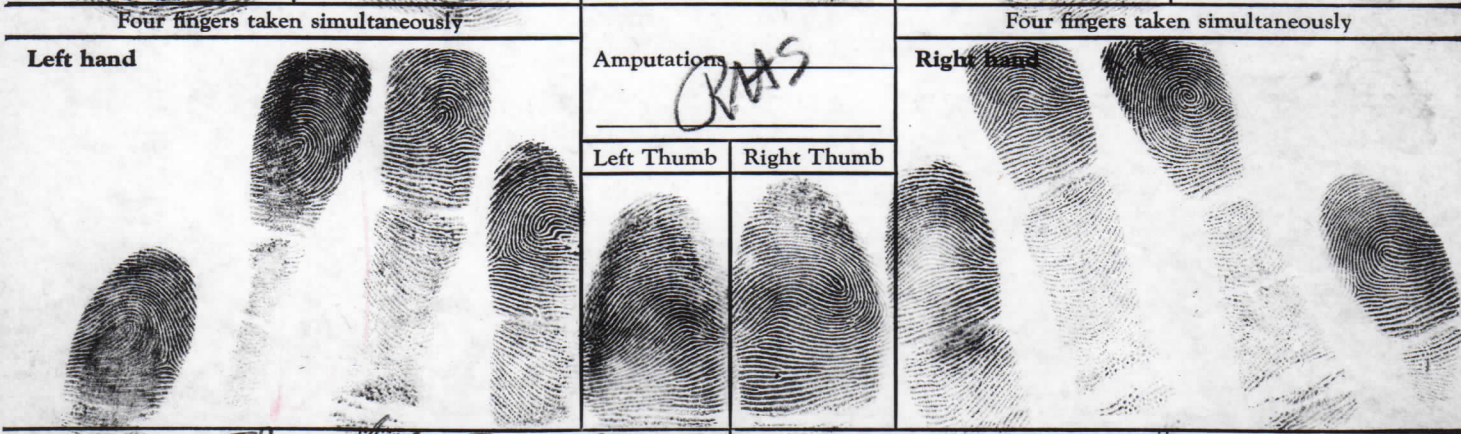 Four fingers taken simultaneously
Four fingers taken simultaneously
Left hand
Amputations
Right hand
Left Thumb
Right Thumb